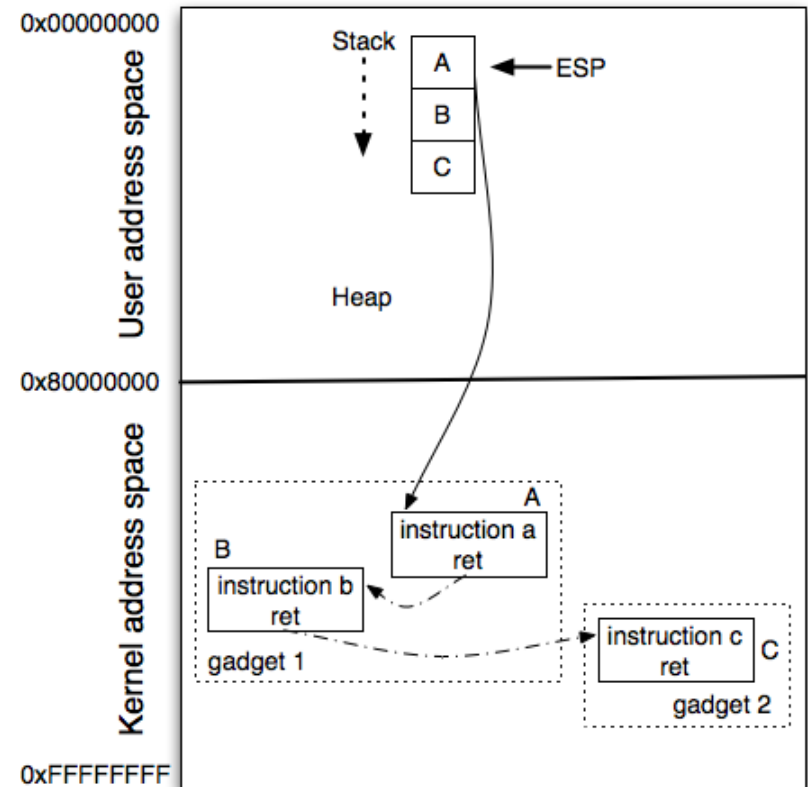 0x00000000
User address space
Stack
A
ESP
B
C
Heap
0x80000000
Kernel address space
A
instruction a
ret
B
instruction b
ret
gadget 1
instruction c
ret
C
gadget 2
0xFFFFFFFF